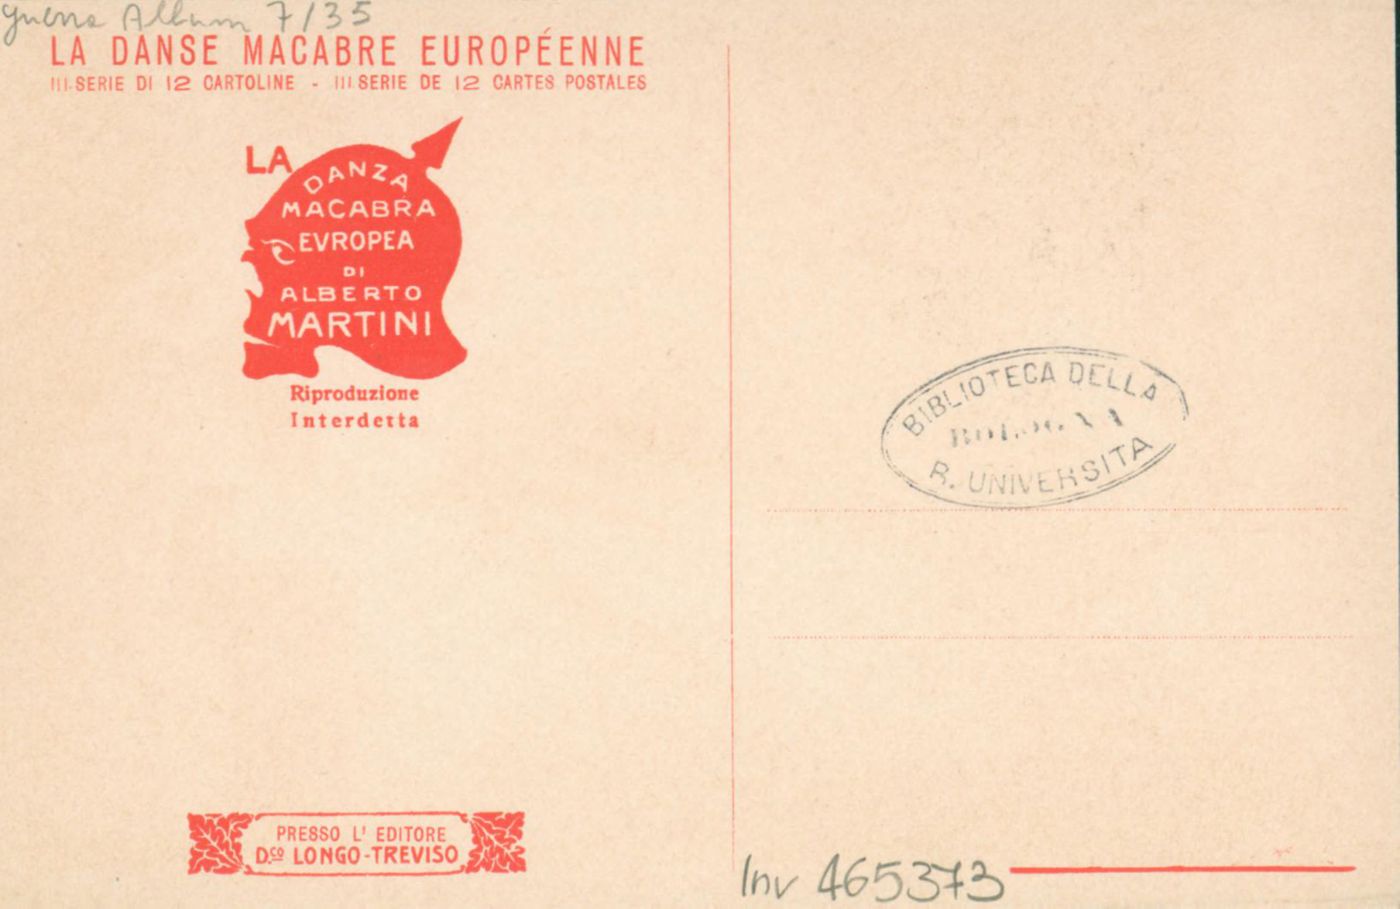 guerra Album 7/35
LA DANSE MACABRE EUROPÉENNE
III. SERIE DI 12 CARTOLINE - III SERIE DE 12 CARTES POSTALES
LA
DANZA
MACABRA
EVROPEA
DI
ALBERTO
MARTINI
Riproduzione
Interdetta
BIBLIOTECA DELLA
BOLOGNA
R. UNIVERSITA
PRESSO L' EDITORE
D.co LONGO-TREVISO
Inv 465373